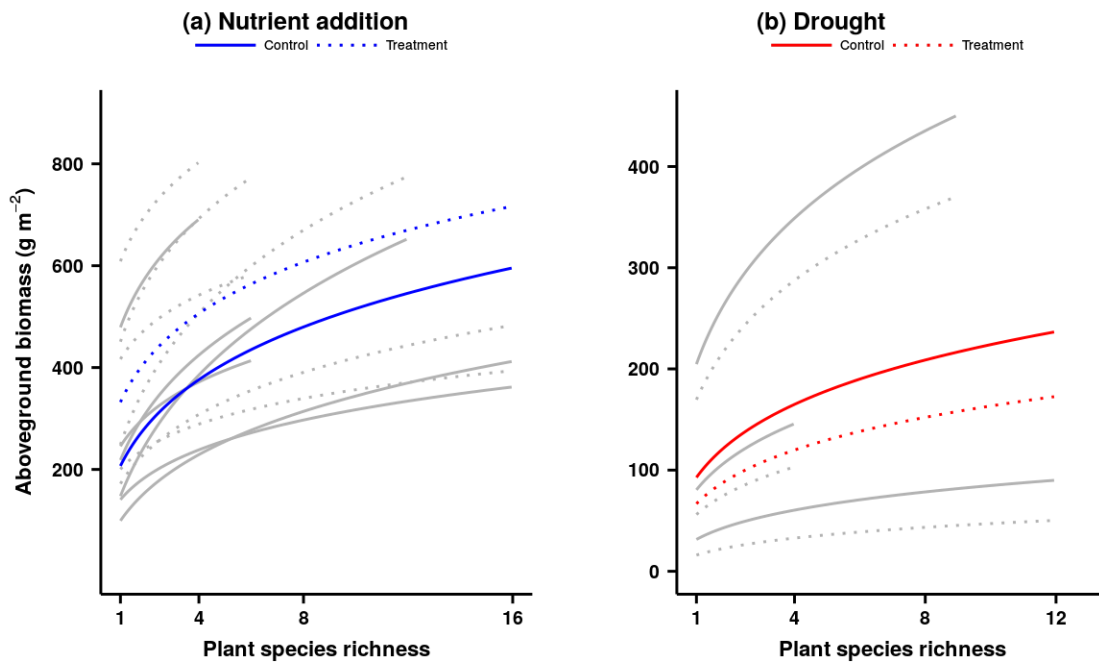 (a) Nutrient addition
Control Treatment
Aboveground biomass (g m−2)
800
600
400
200
1 4 8 16
Plant species richness
(b) Drought
Control Treatment
400
300
200
100
0
1 4 8 12
Plant species richness